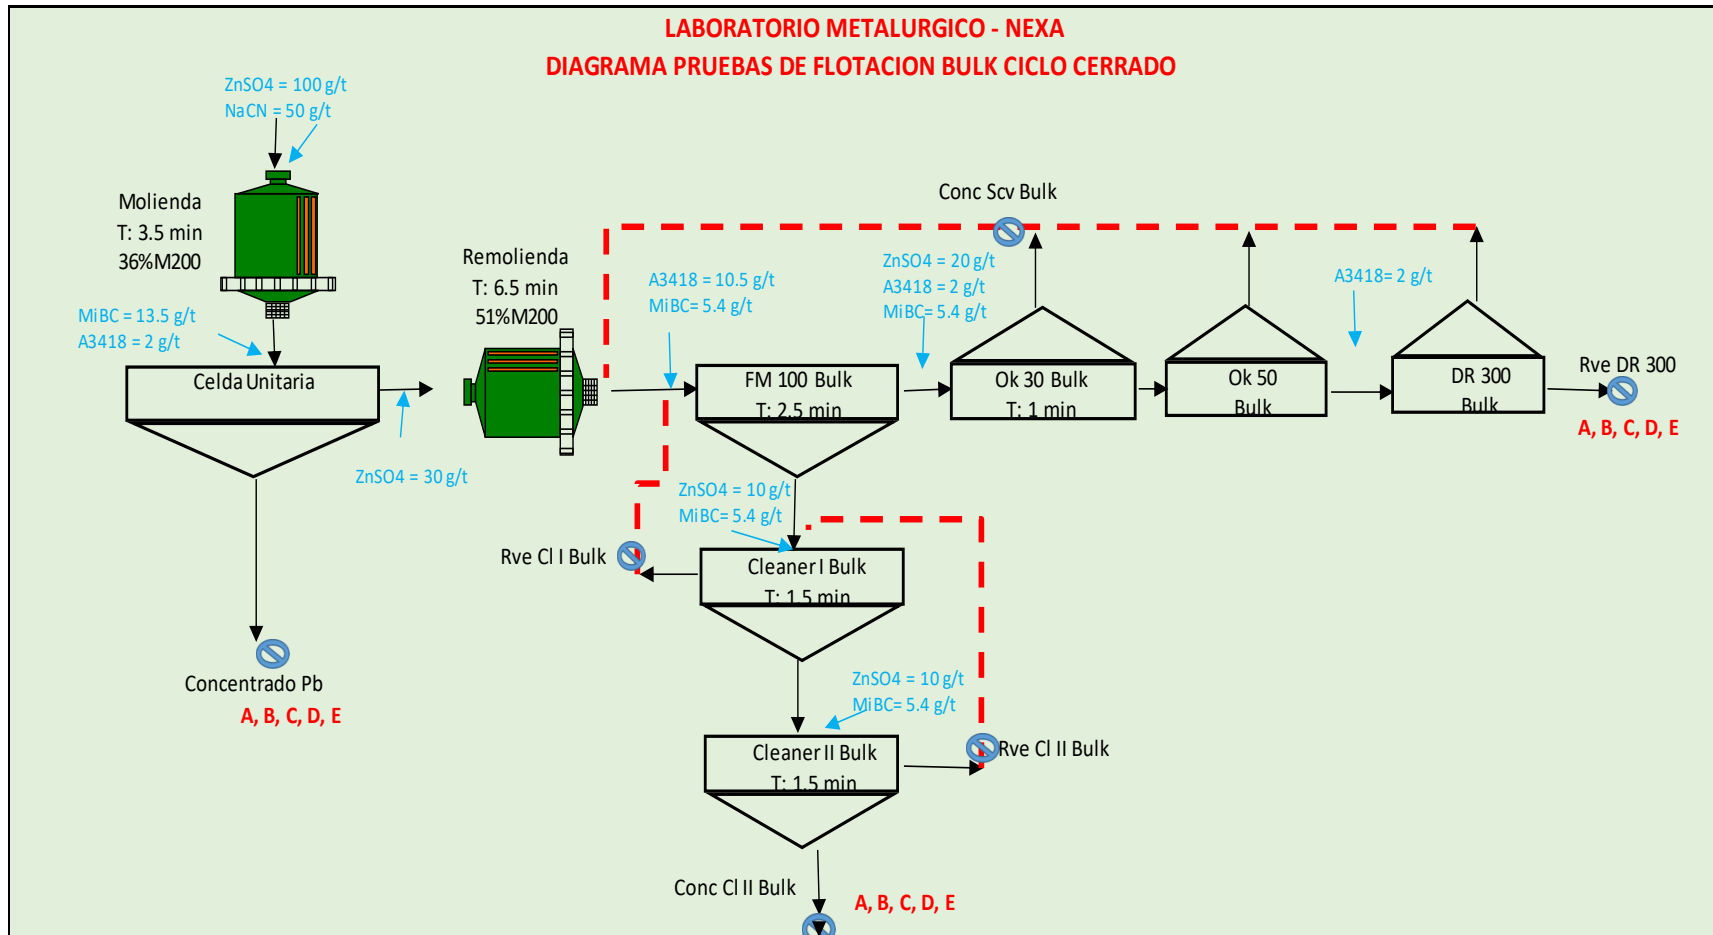 LABORATORIO METALURGICO - NEXA
DIAGRAMA PRUEBAS DE FLOTACION BULK CICLO CERRADO
ZnSO4 = 100 g/t
NaCN = 50 g/t
Molienda
T: 3.5 min
36%M200
MiBC = 13.5 g/t
A3418 = 2 g/t
Celda Unitaria
ZnSO4 = 30 g/t
Concentrado Pb
A, B, C, D, E
Remolienda
T: 6.5 min
51%M200
A3418 = 10.5 g/t
MiBC= 5.4 g/t
FM 100 Bulk
T: 2.5 min
Conc Scv Bulk
ZnSO4 = 20 g/t
A3418 = 2 g/t
MiBC= 5.4 g/t
Ok 30 Bulk
T: 1 min
Ok 50
Bulk
A3418= 2 g/t
DR 300
Bulk
Rve DR 300
A, B, C, D, E
ZnSO4 = 10 g/t
MiBC= 5.4 g/t
Rve Cl I Bulk
Cleaner I Bulk
T: 1.5 min
ZnSO4 = 10 g/t
MiBC= 5.4 g/t
Cleaner II Bulk
T: 1.5 min
Rve Cl II Bulk
Conc Cl II Bulk
A, B, C, D, E